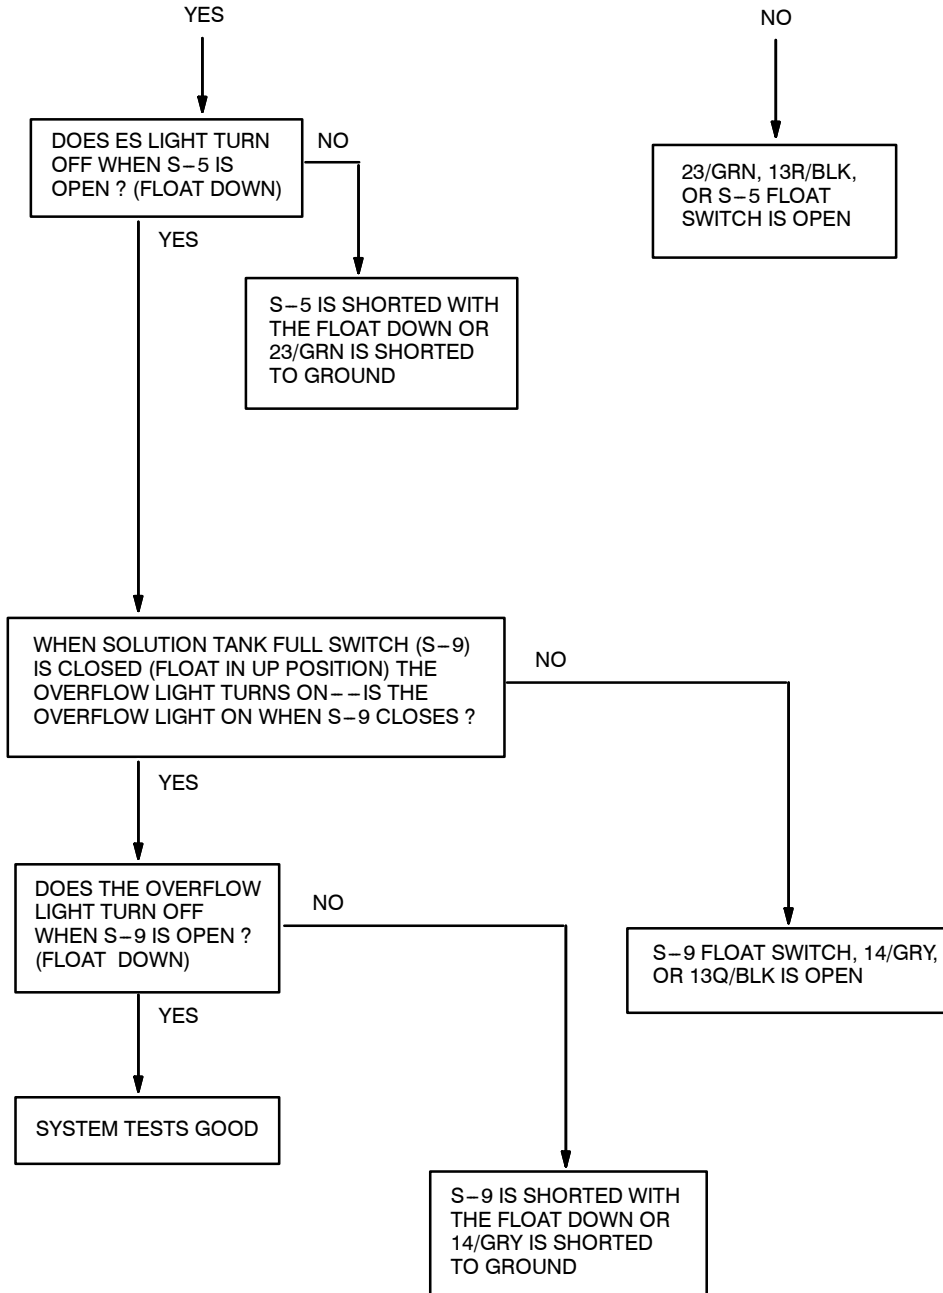 YES
NO
DOES ES LIGHT TURN
OFF WHEN S−5 IS
OPEN ? (FLOAT DOWN)
NO
23/GRN, 13R/BLK,
OR S−5 FLOAT
SWITCH IS OPEN
YES
S−5 IS SHORTED WITH
THE FLOAT DOWN OR
23/GRN IS SHORTED
TO GROUND
WHEN SOLUTION TANK FULL SWITCH (S−9)
IS CLOSED (FLOAT IN UP POSITION) THE
OVERFLOW LIGHT TURNS ON−−IS THE
OVERFLOW LIGHT ON WHEN S−9 CLOSES ?
NO
YES
DOES THE OVERFLOW
LIGHT TURN OFF
WHEN S−9 IS OPEN ?
(FLOAT DOWN)
NO
S−9 FLOAT SWITCH, 14/GRY,
OR 13Q/BLK IS OPEN
YES
SYSTEM TESTS GOOD
S−9 IS SHORTED WITH
THE FLOAT DOWN OR
14/GRY IS SHORTED
TO GROUND